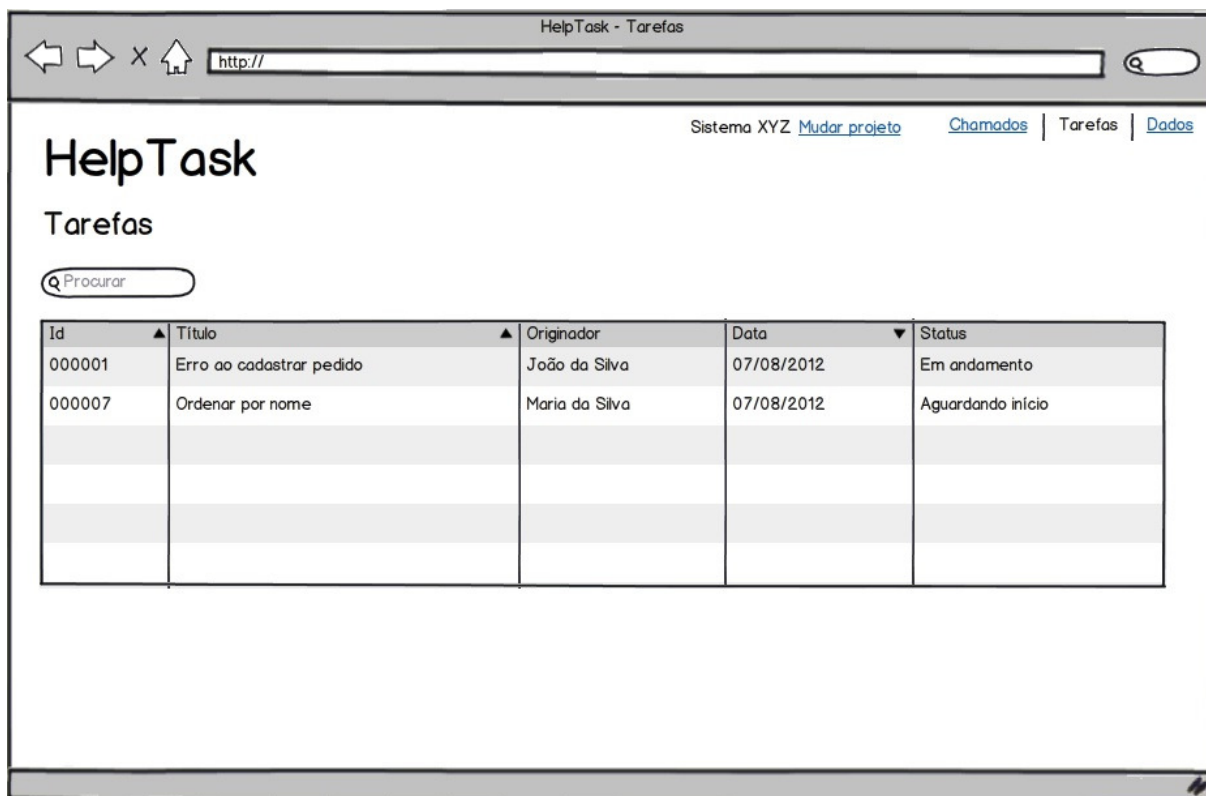 HelpTask - Tarefas
http://
Sistema XYZ Mudar projeto Chamados Tarefas Dados
HelpTask
Tarefas
Procurar
Id Título Originador Data Status
000001 Erro ao cadastrar pedido João da Silva 07/08/2012 Em andamento
000007 Ordenar por nome Maria da Silva 07/08/2012 Aguardando início